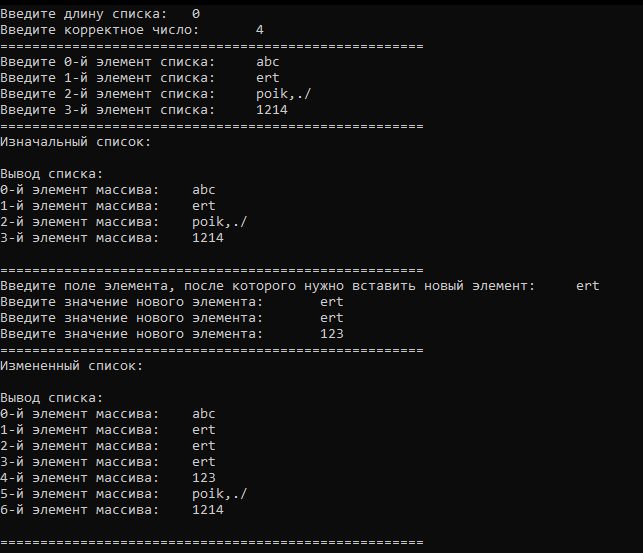 Введите длину списка:   0
Введите корректное число:       4
=====================================================
Введите 0-й элемент списка:     abc
Введите 1-й элемент списка:     ert
Введите 2-й элемент списка:     poik,./
Введите 3-й элемент списка:     1214
=====================================================
Изначальный список:
Вывод списка:
0-й элемент массива:    abc
1-й элемент массива:    ert
2-й элемент массива:    poik,./
3-й элемент массива:    1214
=====================================================
Введите поле элемента, после которого нужно вставить новый элемент:     ert
Введите значение нового элемента:       ert
Введите значение нового элемента:       ert
Введите значение нового элемента:       123
=====================================================
Измененный список:
Вывод списка:
0-й элемент массива:    abc
1-й элемент массива:    ert
2-й элемент массива:    ert
3-й элемент массива:    ert
4-й элемент массива:    123
5-й элемент массива:    poik,./
6-й элемент массива:    1214
=====================================================